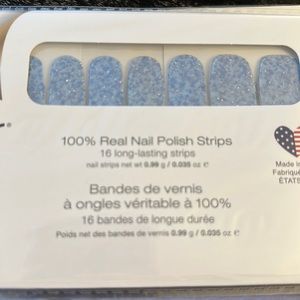 100% Real Nail Polish Strips
16 long-lasting strips
nail strips net wt 0.99 g / 0.035 oz e
Bandes de vernis
à ongles véritable à 100%
16 bandes de longue durée
Poids net des bandes de vernis 0.99 g / 0.035 oz e
Made in
Fabriqué
ÉTATS